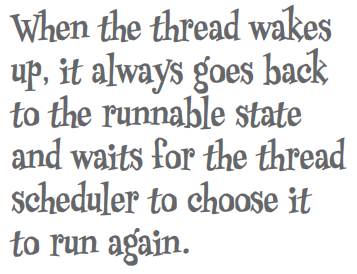 When the thread wakes
up, it always goes back
to the runnable state
and waits for the thread
scheduler to choose it
to run again.